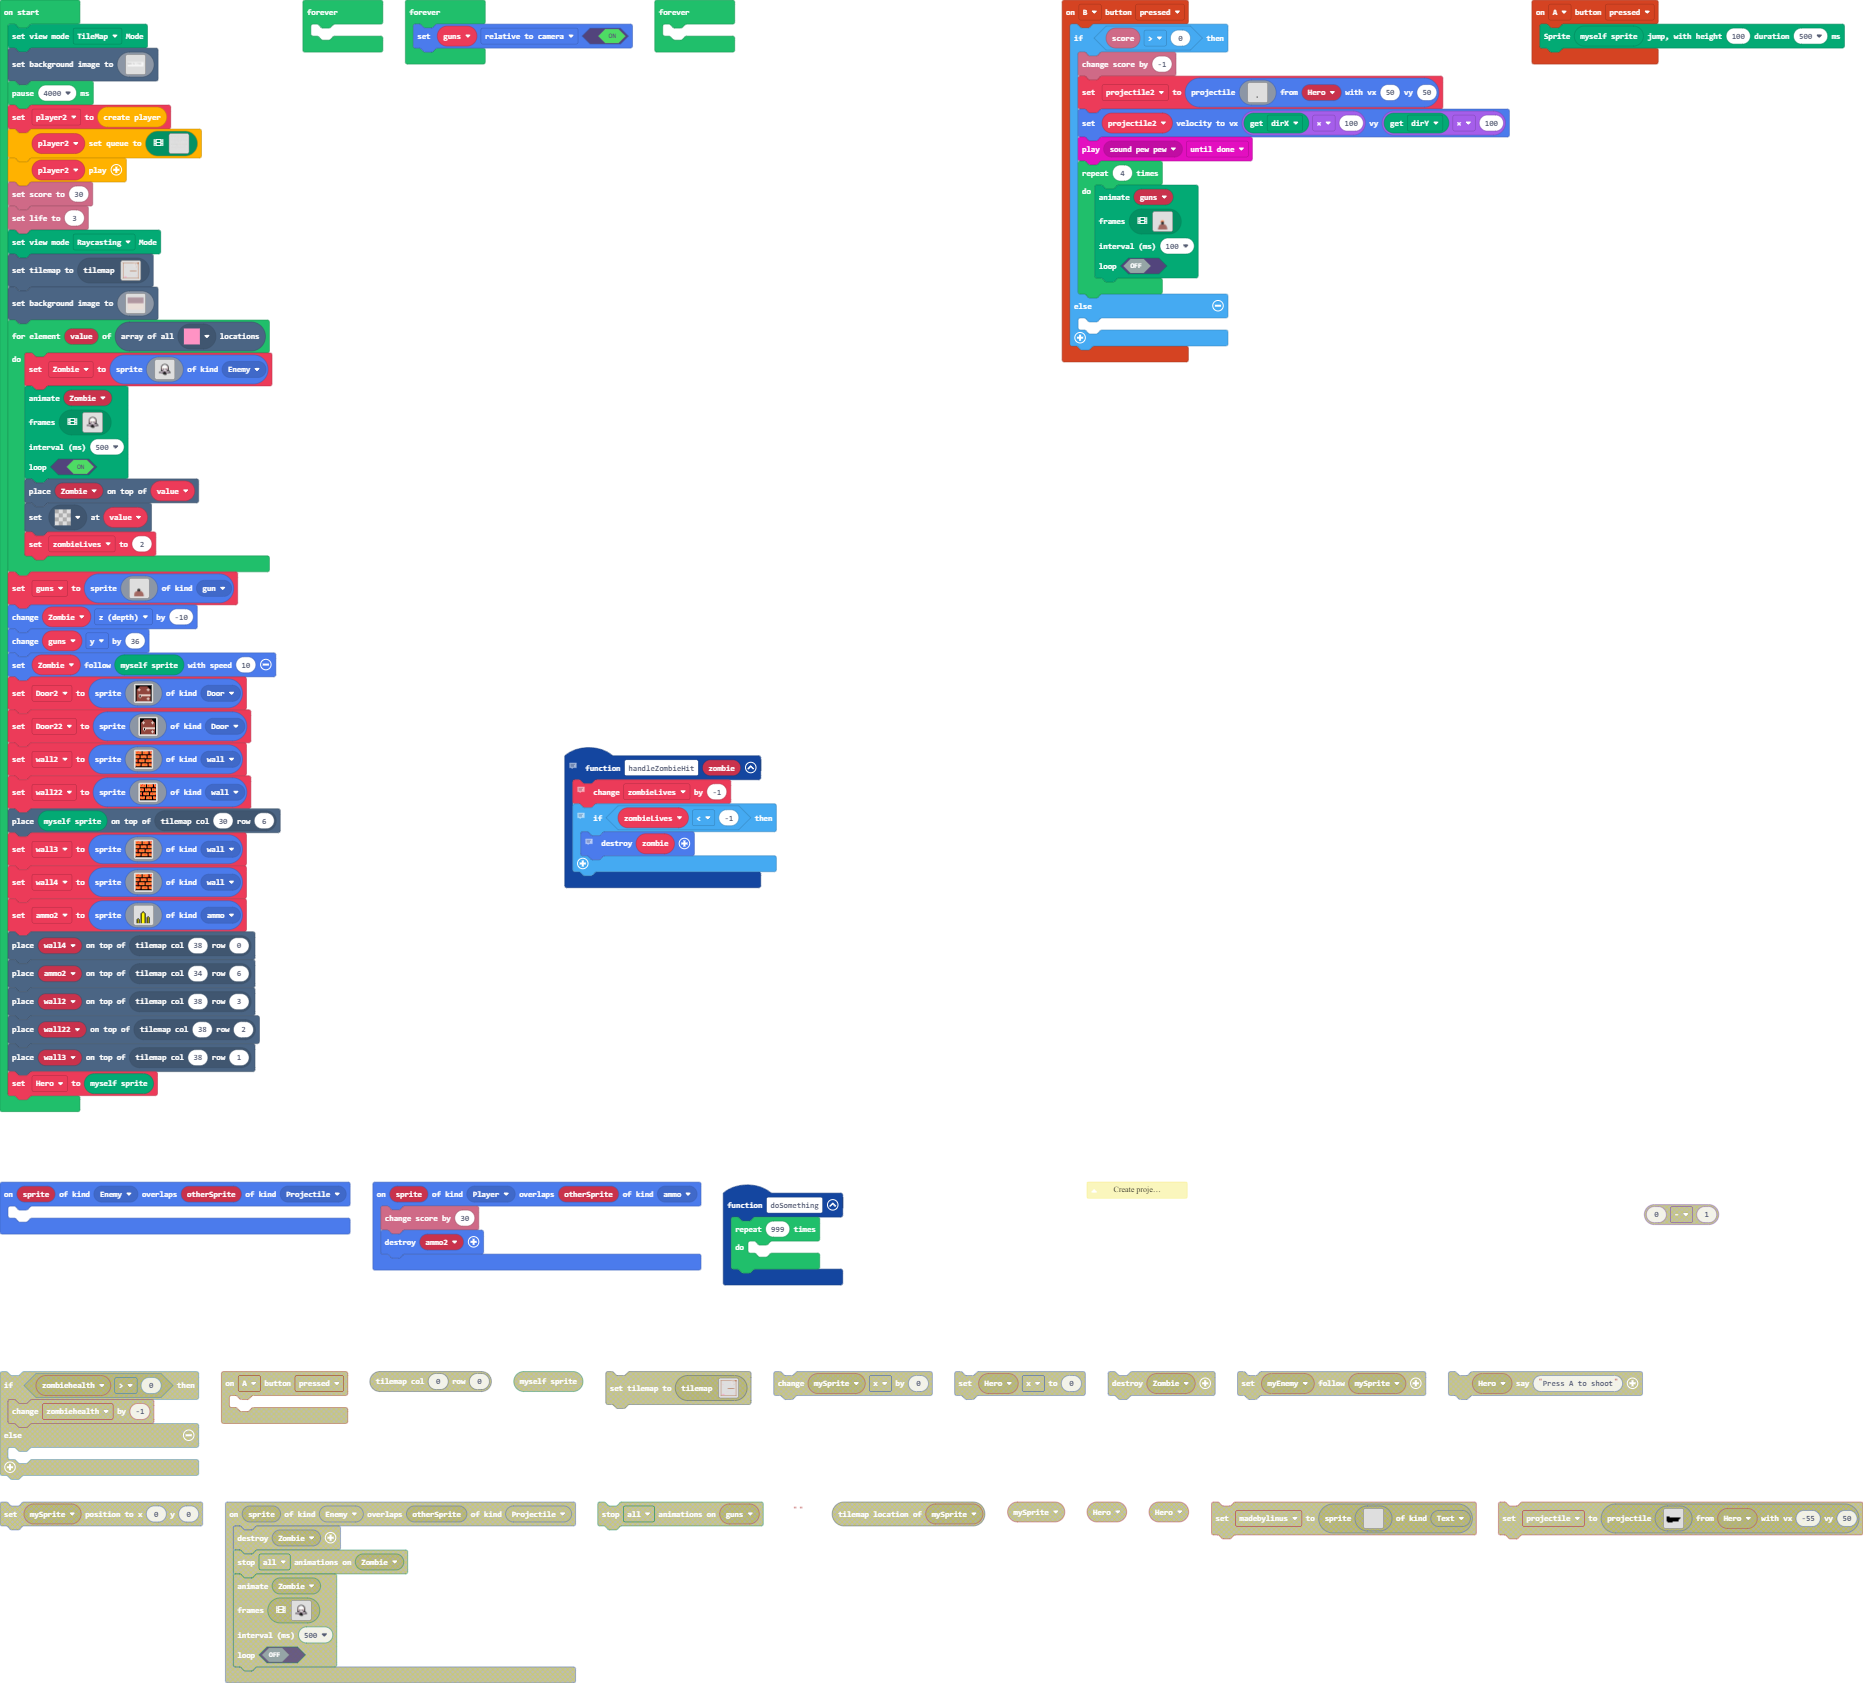 on start
set view mode TileMap Mode
set background image to
pause 4000 ms
set player2 to create player
player2 set queue to
player2 play
set score to 30
set life to 3
set view mode Raycasting Mode
set tilemap to tilemap
set background image to
for element value of array of all locations
do
set Zombie to sprite of kind Enemy
animate Zombie
frames
interval (ms) 500
loop ON
place Zombie on top of value
set at value
set zombieLives to 2
set guns to sprite of kind gun
change Zombie z (depth) by -10
change guns y by 36
set Zombie follow myself sprite with speed 10
set Door2 to sprite of kind Door
set Door22 to sprite of kind Door
set wall2 to sprite of kind wall
set wall22 to sprite of kind wall
place myself sprite on top of tilemap col 30 row 6
set wall3 to sprite of kind wall
set wall4 to sprite of kind wall
set ammo2 to sprite of kind ammo
place wall4 on top of tilemap col 38 row 0
place ammo2 on top of tilemap col 34 row 6
place wall2 on top of tilemap col 38 row 3
place wall22 on top of tilemap col 38 row 2
place wall3 on top of tilemap col 38 row 1
set Hero to myself sprite
forever
forever
set guns relative to camera ON
forever
on B button pressed
if score > 0 then
change score by -1
set projectile2 to projectile from Hero with vx 50 vy 50
set projectile2 velocity to vx get dirX × 100 vy get dirY × 100
play sound pew pew until done
repeat 4 times
do
animate guns
frames
interval (ms) 100
loop OFF
else
on A button pressed
Sprite myself sprite jump, with height 100 duration 500 ms
function handleZombieHit zombie
change zombieLives by -1
if zombieLives < -1 then
destroy zombie
on sprite of kind Enemy overlaps otherSprite of kind Projectile
on sprite of kind Player overlaps otherSprite of kind ammo
change score by 30
destroy ammo2
function doSomething
repeat 999 times
do
Create proje...
0 - 1
if zombiehealth > 0 then
change zombiehealth by -1
else
on A button pressed
tilemap col 0 row 0
myself sprite
set tilemap to tilemap
change mySprite x by 0
set Hero x to 0
destroy Zombie
set myEnemy follow mySprite
Hero say "Press A to shoot"
set mySprite position to x 0 y 0
on sprite of kind Enemy overlaps otherSprite of kind Projectile
destroy Zombie
stop all animations on Zombie
animate Zombie
frames
interval (ms) 500
loop OFF
stop all animations on guns
tilemap location of mySprite
mySprite
Hero
Hero
set madebylinus to sprite of kind Text
set projectile to projectile from Hero with vx -55 vy 50